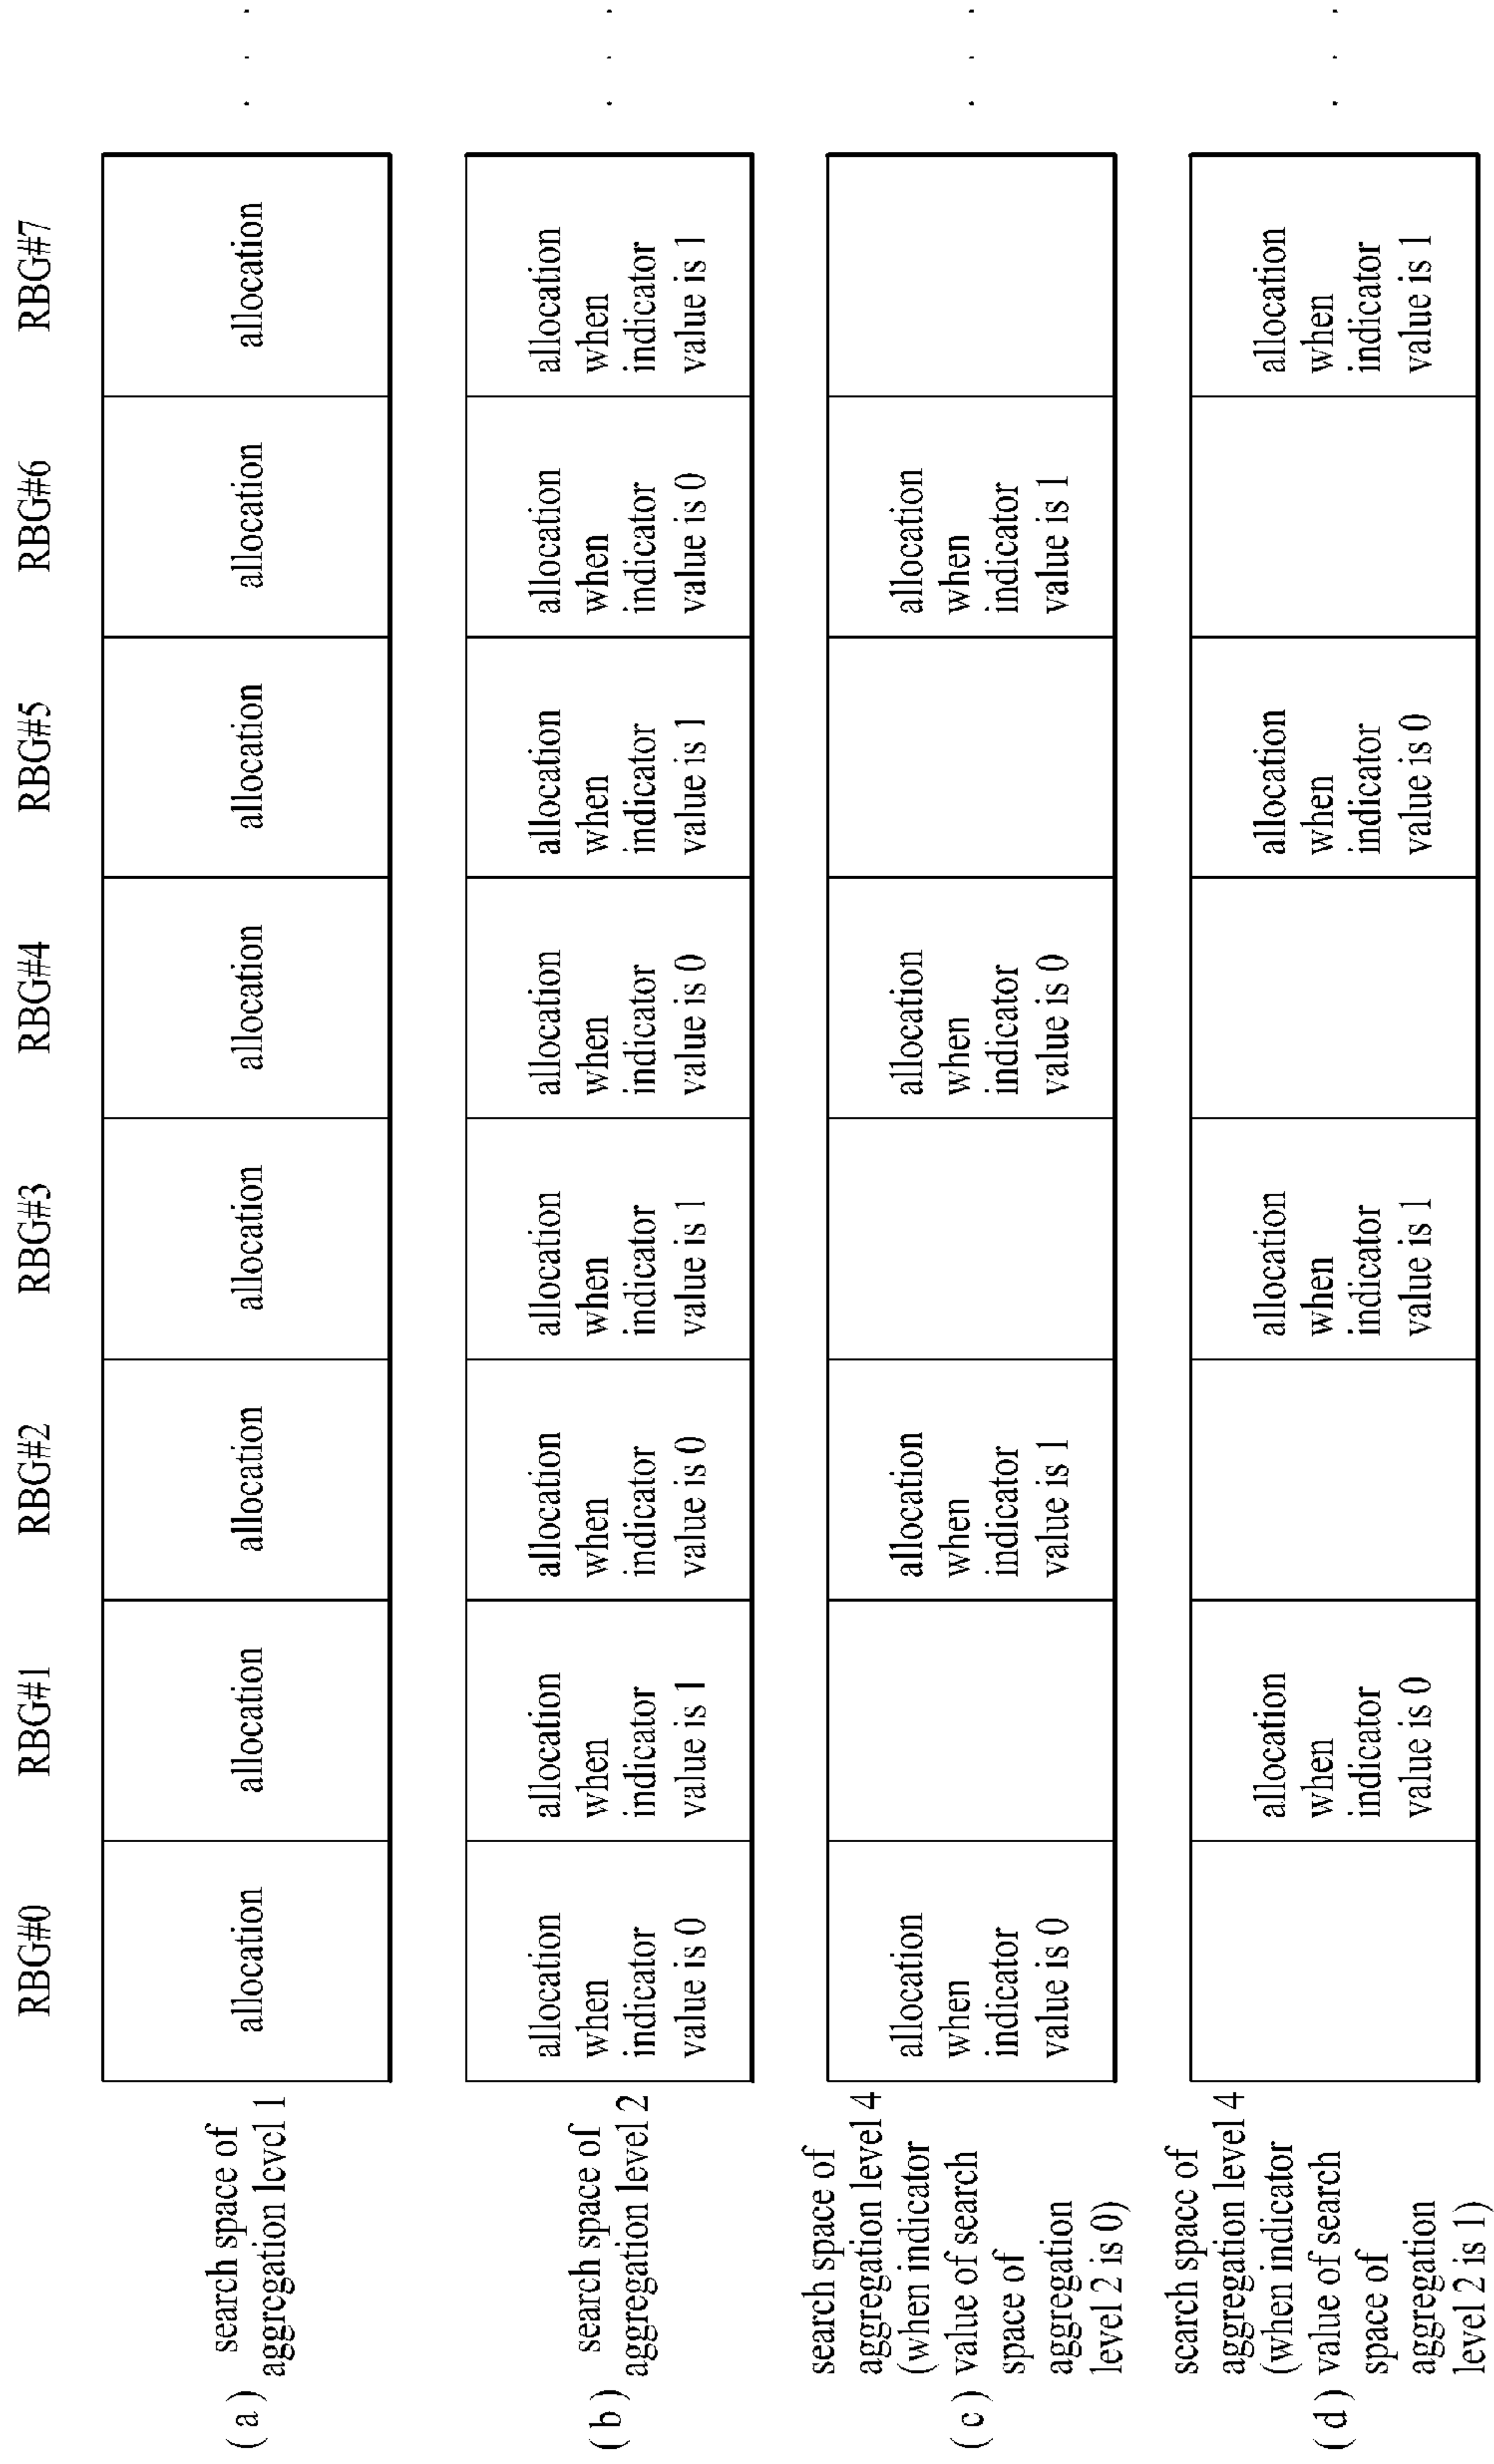 RBG#0 RBG#1 RBG#2 RBG#3 RBG#4 RBG#5 RBG#6 RBG#7
( a )
search space of
aggregation level 1
allocation
allocation
allocation
allocation
allocation
allocation
allocation
allocation
. . .
( b )
search space of
aggregation level 2
allocation
when
indicator
value is 0
allocation
when
indicator
value is 1
allocation
when
indicator
value is 0
allocation
when
indicator
value is 1
allocation
when
indicator
value is 0
allocation
when
indicator
value is 1
allocation
when
indicator
value is 0
allocation
when
indicator
value is 1
. . .
( c )
search space of
aggregation level 4
(when indicator
value of search
space of
aggregation
level 2 is 0)
allocation
when
indicator
value is 0
allocation
when
indicator
value is 1
allocation
when
indicator
value is 0
allocation
when
indicator
value is 1
. . .
( d )
search space of
aggregation level 4
(when indicator
value of search
space of
aggregation
level 2 is 1)
allocation
when
indicator
value is 0
allocation
when
indicator
value is 1
allocation
when
indicator
value is 0
allocation
when
indicator
value is 1
. . .